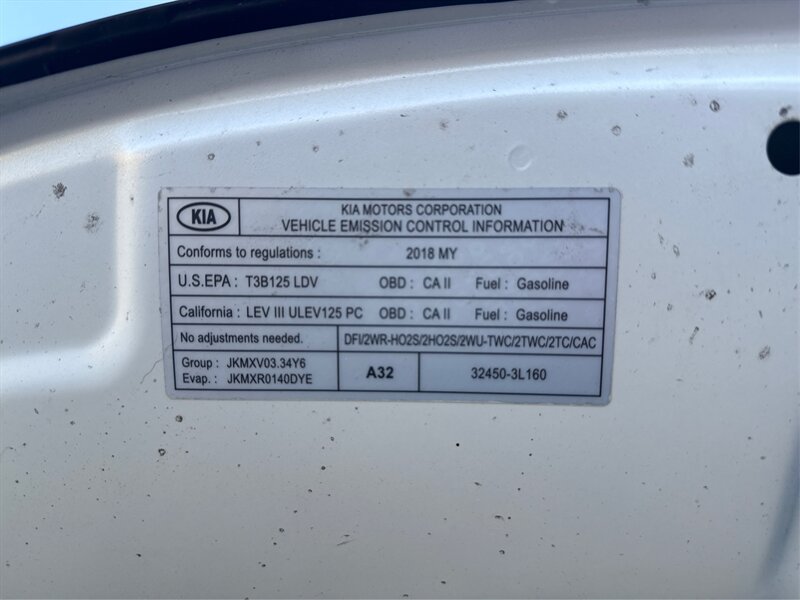 KIA
KIA MOTORS CORPORATION
VEHICLE EMISSION CONTROL INFORMATION
Conforms to regulations : 2018 MY
U.S.EPA : T3B125 LDV OBD : CA II Fuel : Gasoline
California : LEV III ULEV125 PC OBD : CA II Fuel : Gasoline
No adjustments needed. DFI/2WR-HO2S/2HO2S/2WU-TWC/2TWC/2TC/CAC
Group : JKMXV03.34Y6
Evap. : JKMXR0140DYE
A32
32450-3L160